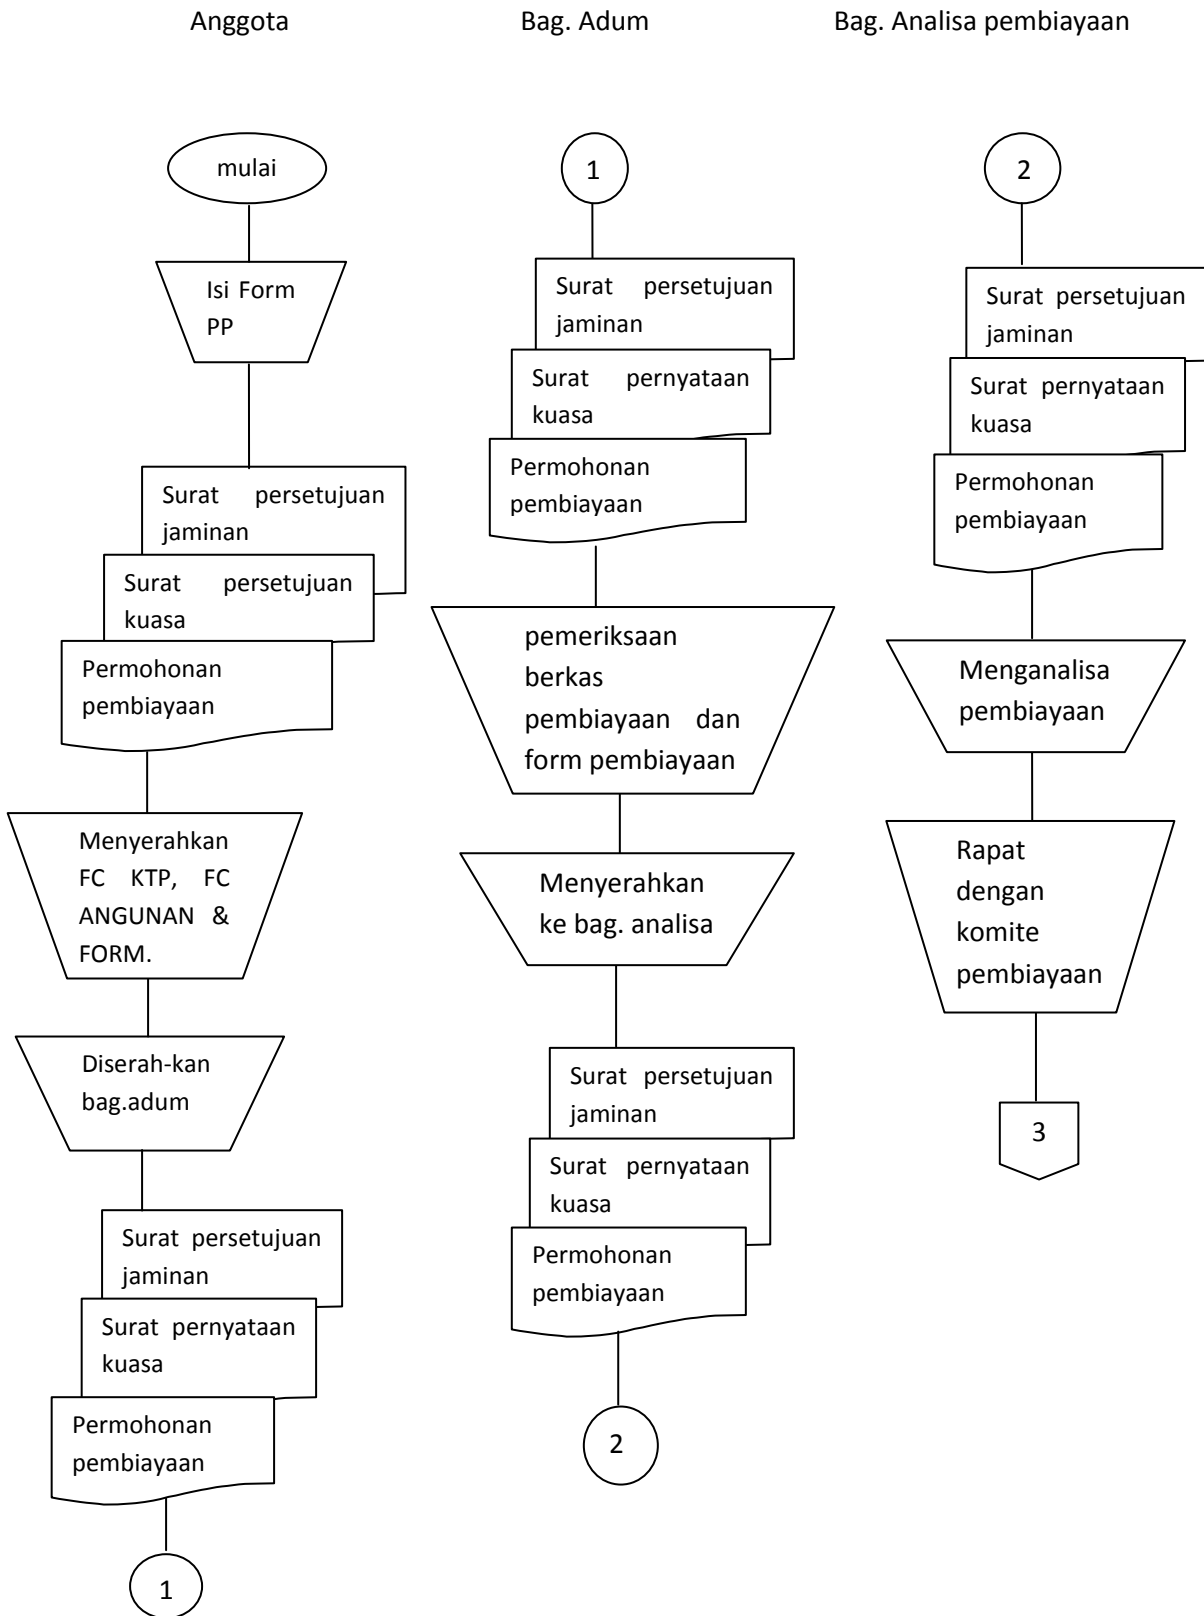 Anggota
Bag. Adum
Bag. Analisa pembiayaan
mulai
Isi Form
PP
Surat persetujuan
jaminan
Surat persetujuan
kuasa
Permohonan
pembiayaan
Menyerahkan
FC KTP, FC
ANGUNAN &
FORM.
Diserah-kan
bag.adum
Surat persetujuan
jaminan
Surat pernyataan
kuasa
Permohonan
pembiayaan
1
1
Surat persetujuan
jaminan
Surat pernyataan
kuasa
Permohonan
pembiayaan
pemeriksaan
berkas
pembiayaan dan
form pembiayaan
Menyerahkan
ke bag. analisa
Surat persetujuan
jaminan
Surat pernyataan
kuasa
Permohonan
pembiayaan
2
2
Surat persetujuan
jaminan
Surat pernyataan
kuasa
Permohonan
pembiayaan
Menganalisa
pembiayaan
Rapat
dengan
komite
pembiayaan
3